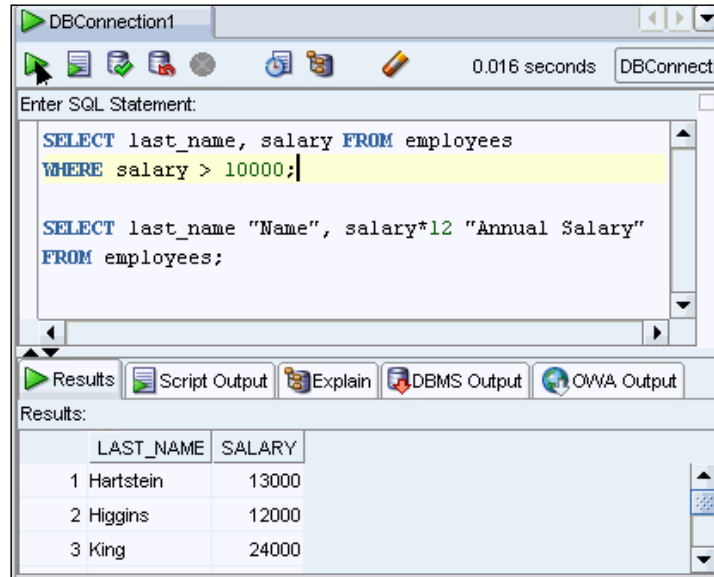 DBConnection1
0.016 seconds DBConnect
Enter SQL Statement:
SELECT last_name, salary FROM employees
WHERE salary > 10000;
SELECT last_name "Name", salary*12 "Annual Salary"
FROM employees;
Results Script Output Explain DBMS Output OWA Output
Results:
LAST_NAME SALARY
1 Hartstein 13000
2 Higgins 12000
3 King 24000